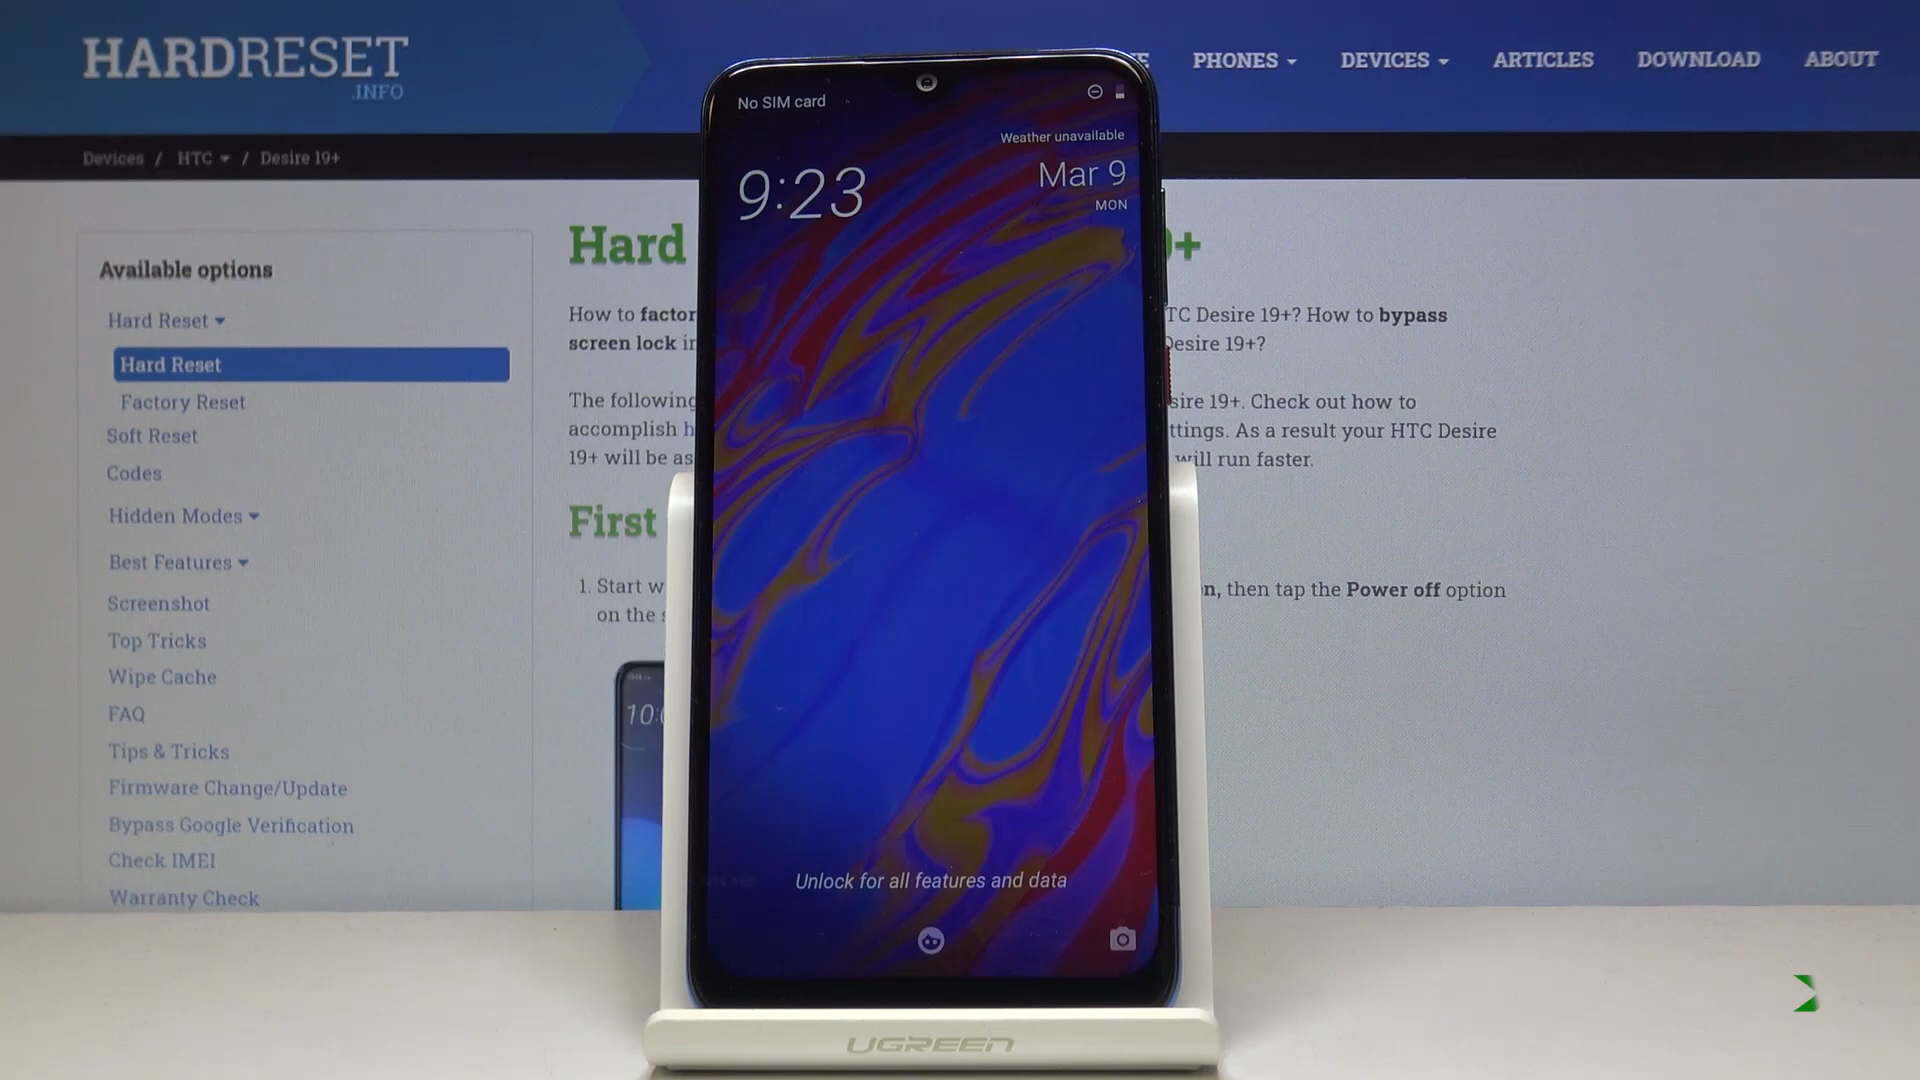 HARDRESET
.INFO
PHONES
DEVICES
ARTICLES
DOWNLOAD
ABOUT
Devices / HTC / Desire 19+
Available options
Hard Reset
Hard Reset
Factory Reset
Soft Reset
Codes
Hidden Modes
Best Features
Screenshot
Top Tricks
Wipe Cache
FAQ
Tips & Tricks
Firmware Change/Update
Bypass Google Verification
Check IMEI
Warranty Check
Hard
How to
TC Desire 19+? How to bypass
screen lock
19+?
The following
19+. Check out how to
accomplish
As a result your HTC Desire
19+ will be
will run faster.
First
1. Start
then tap the Power off option
on the
No SIM card
Weather unavailable
9:23
Mar 9
MON
Unlock for all features and data
UGREEN